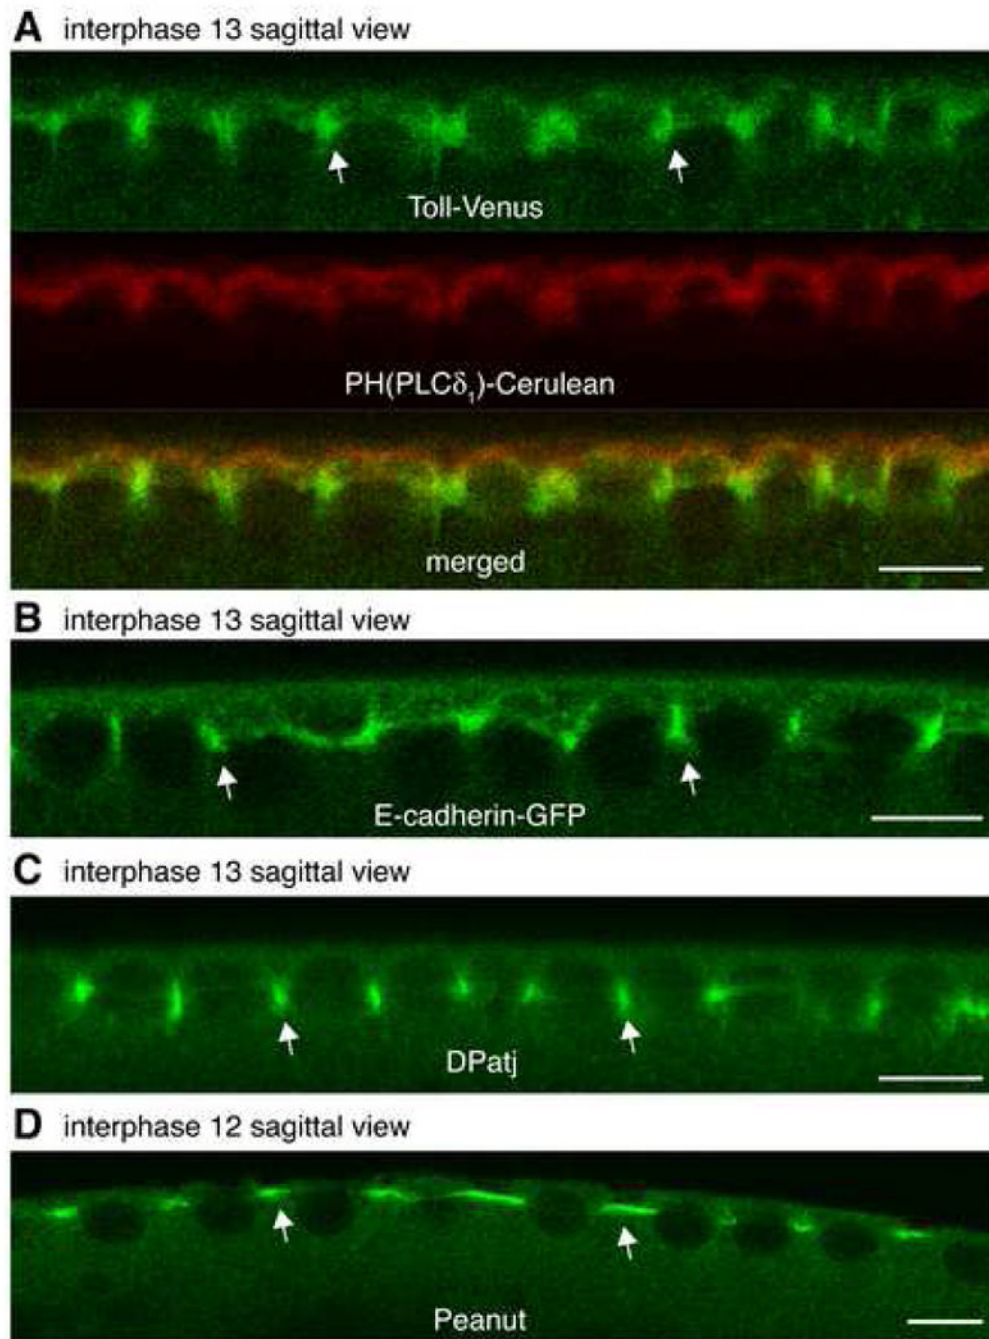 A interphase 13 sagittal view
Toll-Venus
PH(PLCδ₁)-Cerulean
merged
B interphase 13 sagittal view
E-cadherin-GFP
C interphase 13 sagittal view
DPatj
D interphase 12 sagittal view
Peanut